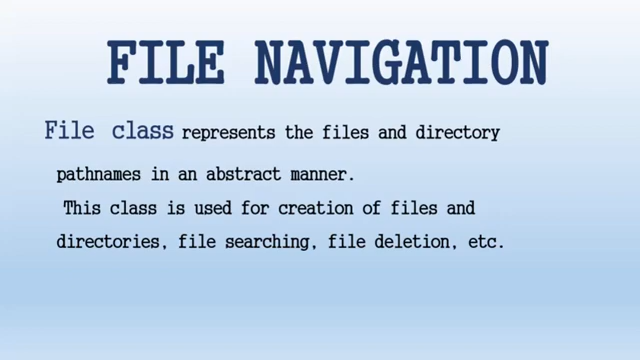 FILE NAVIGATION
File class represents the files and directory
pathnames in an abstract manner.
This class is used for creation of files and
directories, file searching, file deletion, etc.